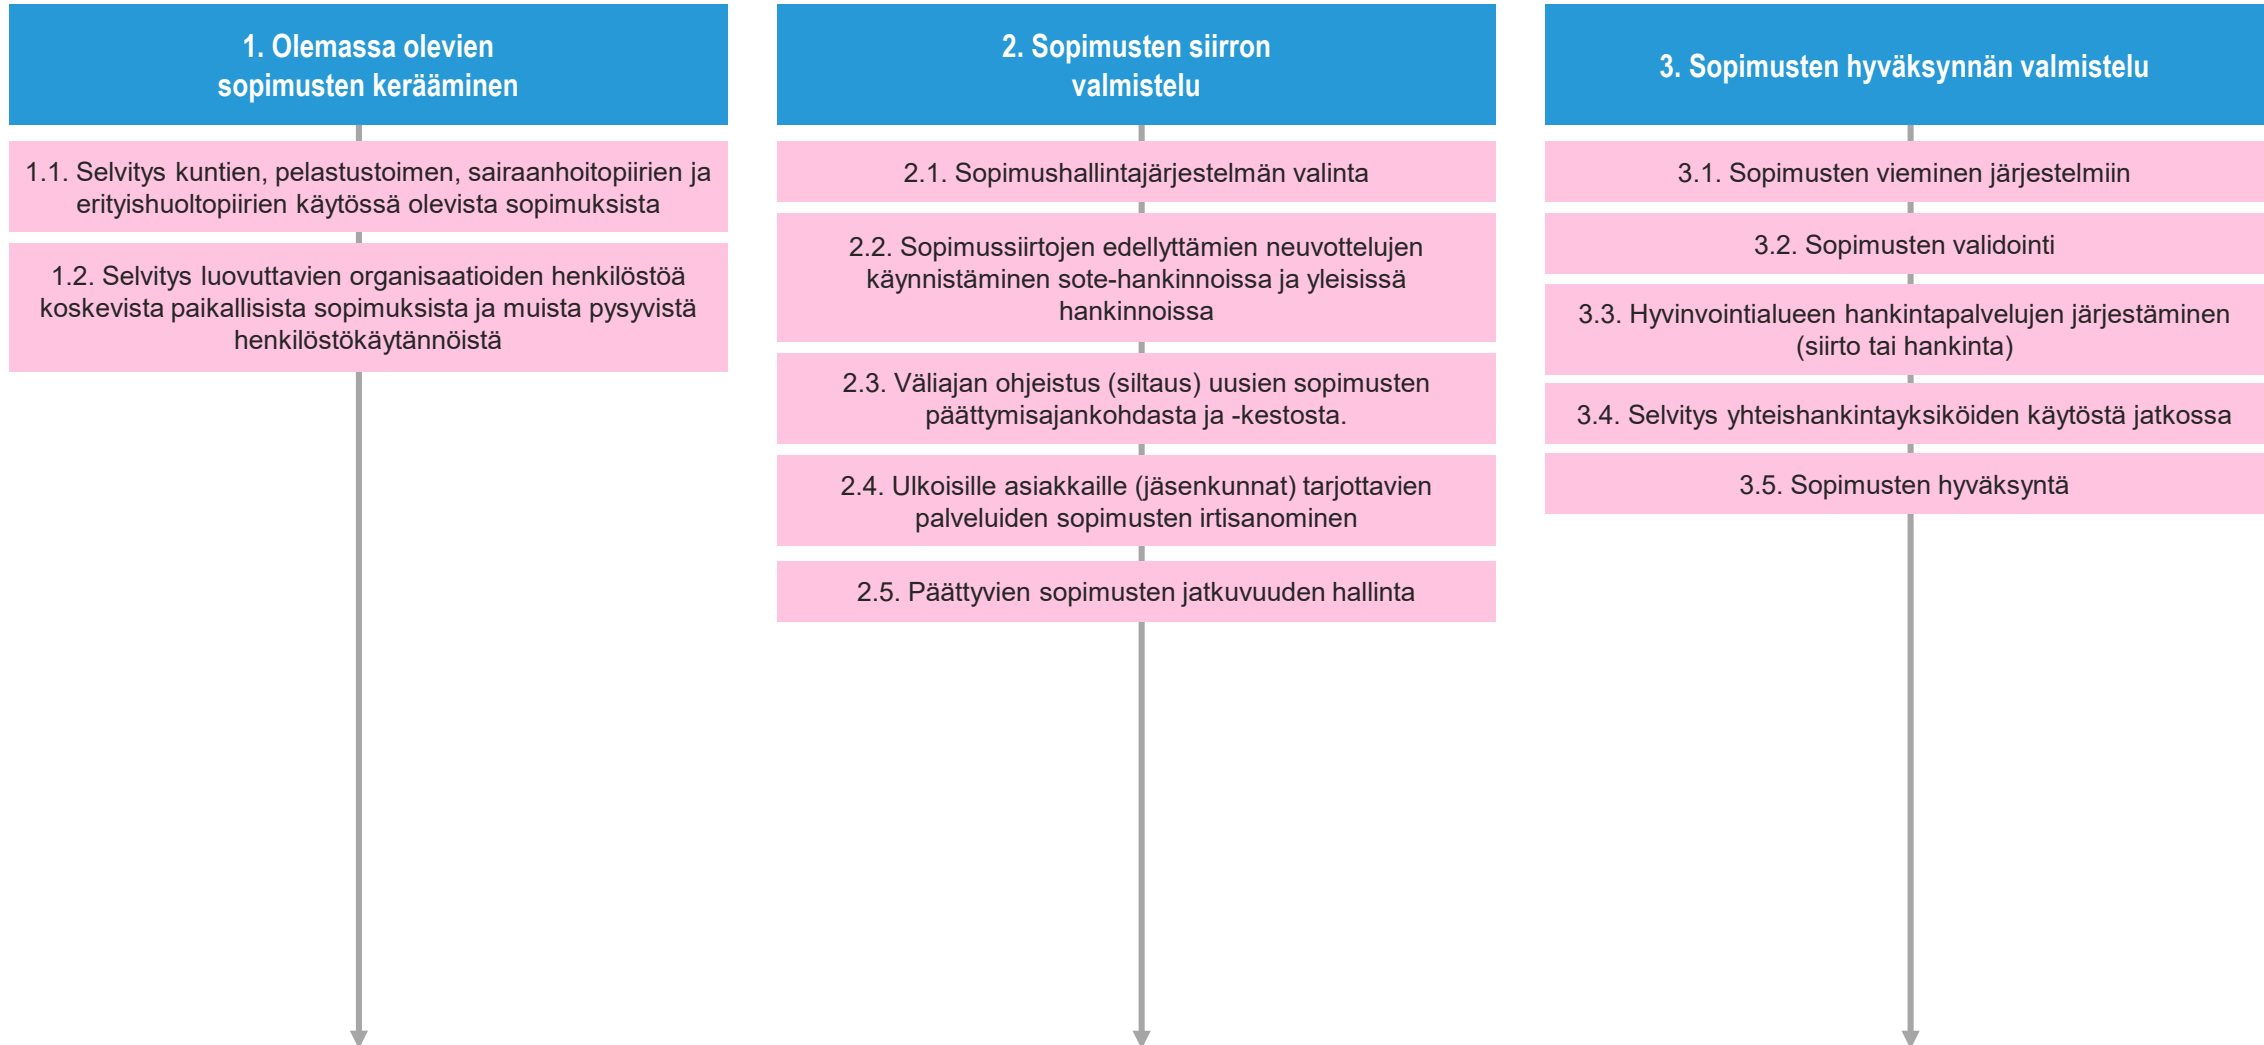 1. Olemassa olevien
sopimusten kerääminen
1.1. Selvitys kuntien, pelastustoimen, sairaanhoitopiirien ja
erityishuoltopiirien käytössä olevista sopimuksista
1.2. Selvitys luovuttavien organisaatioiden henkilöstöä
koskevista paikallisista sopimuksista ja muista pysyvistä
henkilöstökäytännöistä
2. Sopimusten siirron
valmistelu
2.1. Sopimushallintajärjestelmän valinta
2.2. Sopimussiirtojen edellyttämien neuvottelujen
käynnistäminen sote-hankinnoissa ja yleisissä
hankinnoissa
2.3. Väliajan ohjeistus (siltaus) uusien sopimusten
päättymisajankohdasta ja -kestosta.
2.4. Ulkoisille asiakkaille (jäsenkunnat) tarjottavien
palveluiden sopimusten irtisanominen
2.5. Päättyvien sopimusten jatkuvuuden hallinta
3. Sopimusten hyväksynnän valmistelu
3.1. Sopimusten vieminen järjestelmiin
3.2. Sopimusten validointi
3.3. Hyvinvointialueen hankintapalvelujen järjestäminen
(siirto tai hankinta)
3.4. Selvitys yhteishankintayksiköiden käytöstä jatkossa
3.5. Sopimusten hyväksyntä